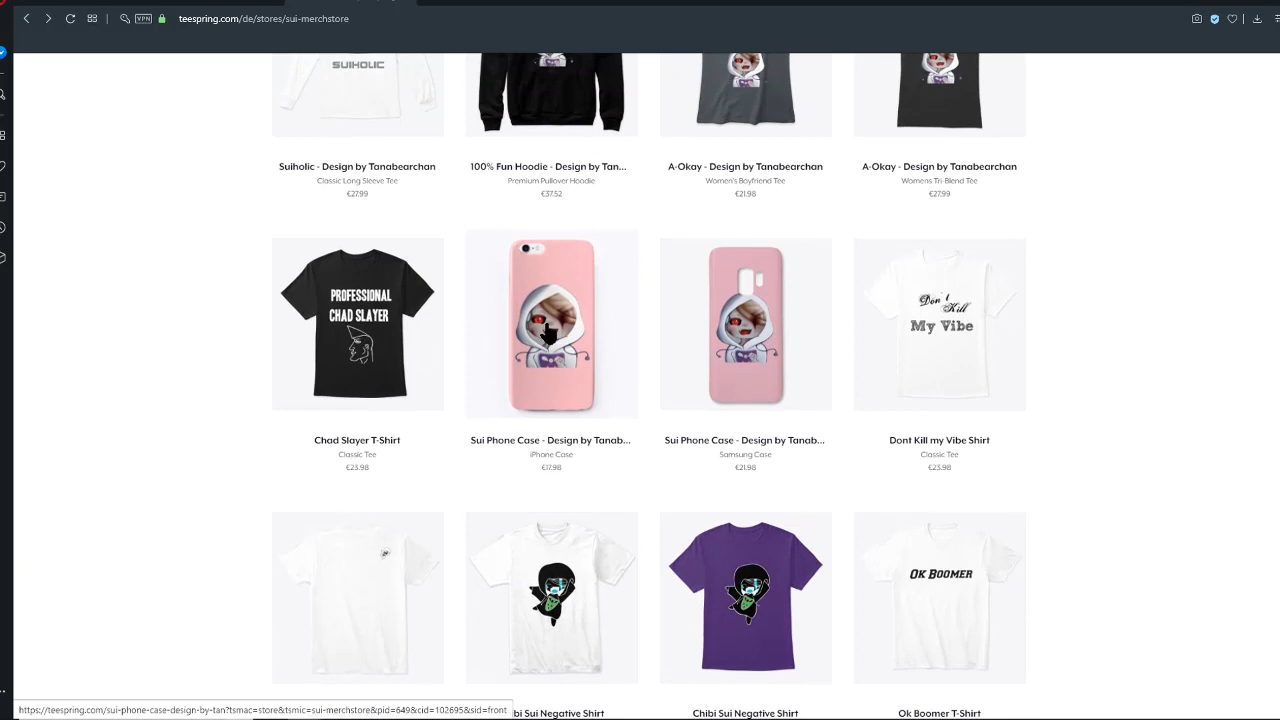 VPN
teespring.com/de/stores/sui-merchstore
SUIHOLIC
Suiholic - Design by Tanabearchan
Classic Long Sleeve Tee
€27.99
100% Fun Hoodie - Design by Tan...
Premium Pullover Hoodie
€37.52
A-Okay - Design by Tanabearchan
Women's Boyfriend Tee
€21.98
A-Okay - Design by Tanabearchan
Womens Tri-Blend Tee
€27.99
PROFESSIONAL
CHAD SLAYER
Don't
Kill
My Vibe
Chad Slayer T-Shirt
Classic Tee
€23.98
Sui Phone Case - Design by Tanab...
iPhone Case
€17.98
Sui Phone Case - Design by Tanab...
Samsung Case
€21.98
Dont Kill my Vibe Shirt
Classic Tee
€23.98
OK BOOMER
https://teespring.com/sui-phone-case-design-by-tan?tsmac=store&tsmic=sui-merchstore&pid=649&cid=102695&sid=front
ibi Sui Negative Shirt
Chibi Sui Negative Shirt
Ok Boomer T-Shirt